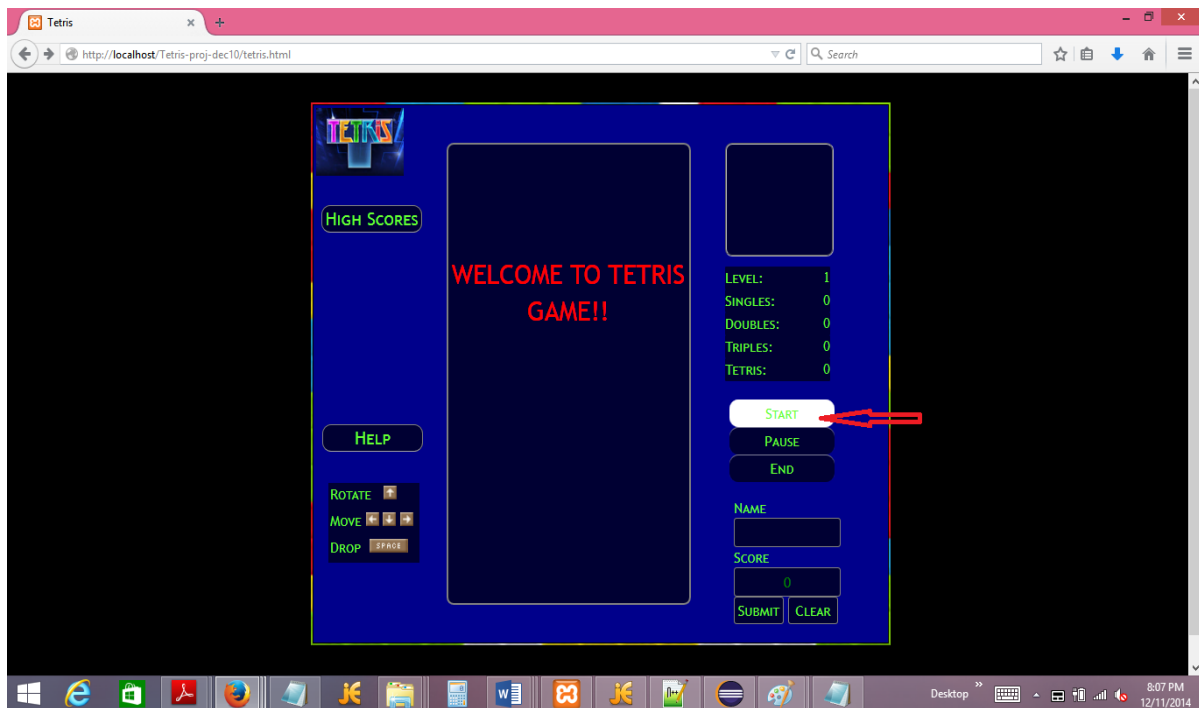 Tetris
http://localhost/Tetris-proj-dec10/tetris.html
Search
TETRIS
HIGH SCORES
WELCOME TO TETRIS
GAME!!
LEVEL: 1
SINGLES: 0
DOUBLES: 0
TRIPLES: 0
TETRIS: 0
START
PAUSE
END
HELP
ROTATE
MOVE
DROP SPACE
NAME
SCORE
0
SUBMIT CLEAR
Desktop
8:07 PM
12/11/2014